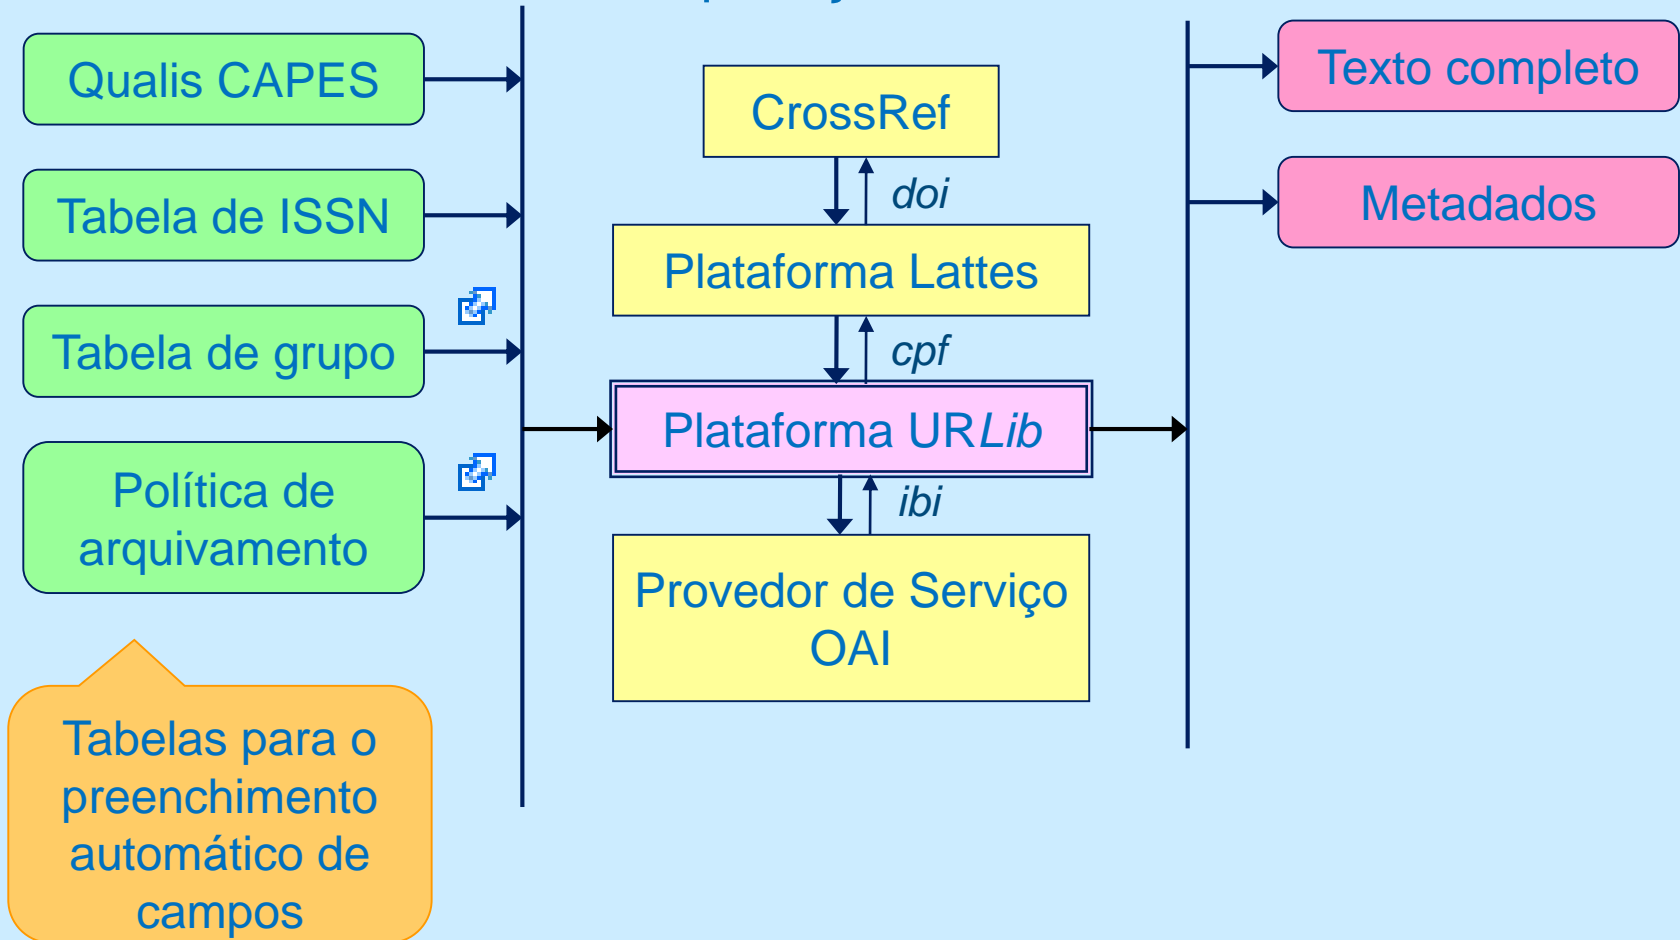 Qualis CAPES
Tabela de ISSN
Tabela de grupo
Política de
arquivamento
Tabelas para o
preenchimento
automático de
campos
CrossRef
doi
Plataforma Lattes
cpf
Plataforma URLib
ibi
Provedor de Serviço
OAI
Texto completo
Metadados